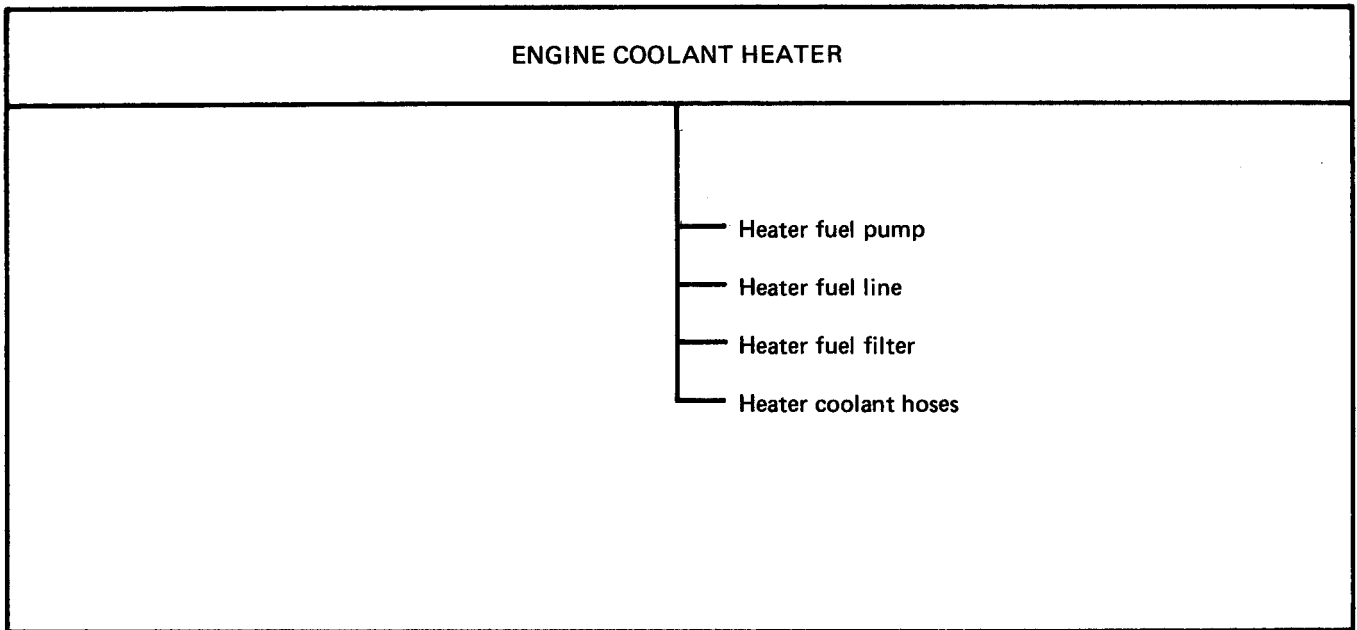 ENGINE COOLANT HEATER
Heater fuel pump
Heater fuel line
Heater fuel filter
Heater coolant hoses